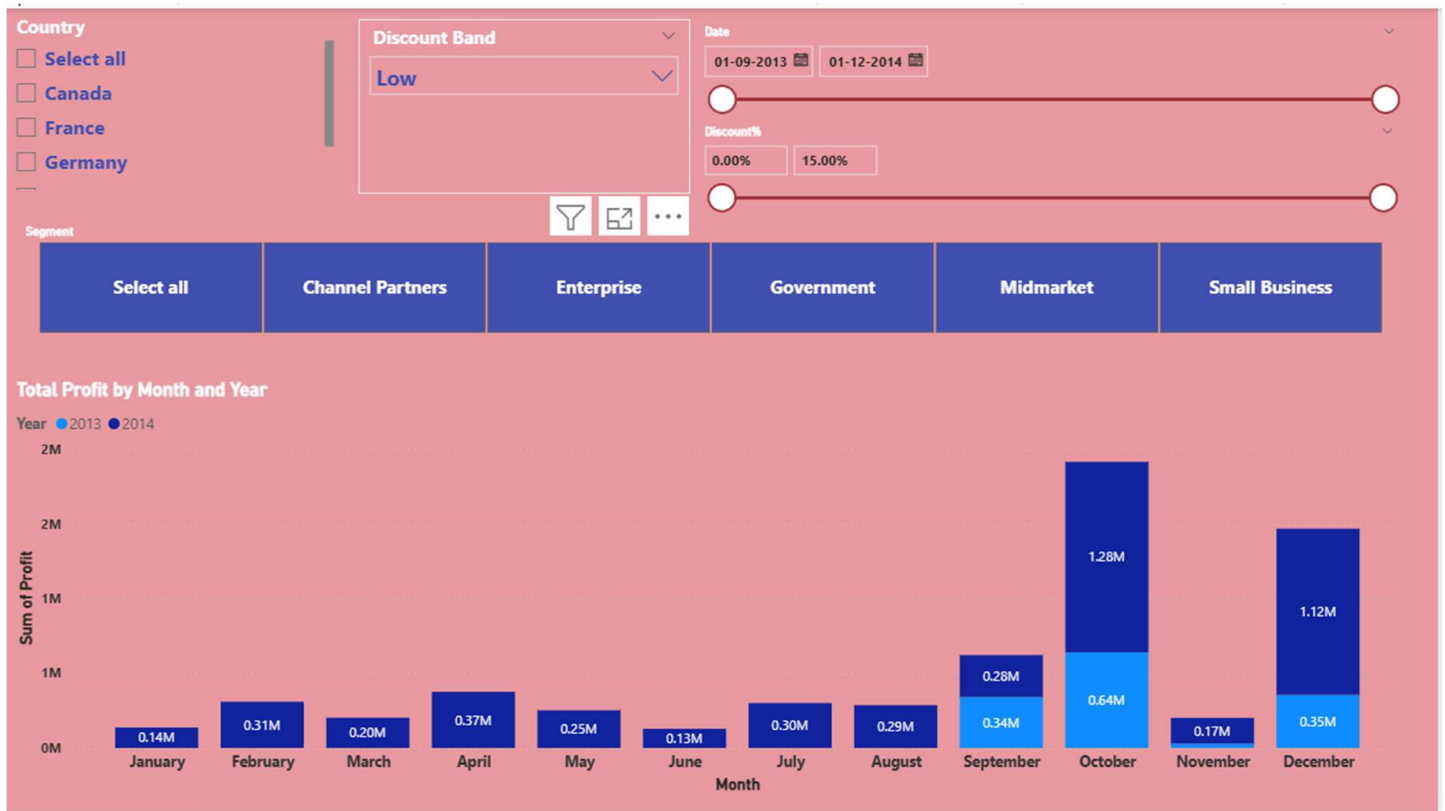 Country
Select all
Canada
France
Germany
Discount Band
Low
Date
01-09-2013 01-12-2014
Discount%
0.00% 15.00%
Segment
Select all Channel Partners Enterprise Government Midmarket Small Business
Total Profit by Month and Year
Year 2013 2014
Sum of Profit
2M
2M
1M
1M
0M
0.14M 0.31M 0.20M 0.37M 0.25M 0.13M 0.30M 0.29M 0.28M 0.34M 1.28M 0.64M 0.17M 1.12M 0.35M
January February March April May June July August September October November December
Month